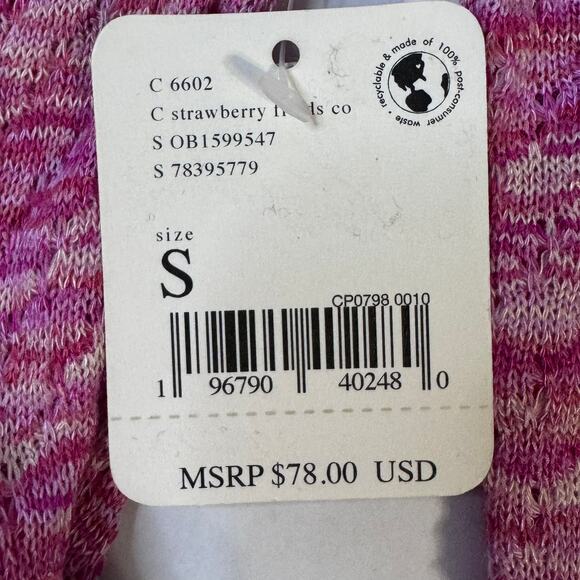 recyclable & made of 100% post-consumer waste •
C 6602
C strawberry co
S OB1599547
S 78395779
size
S
CP0798 0010
1 96790 40248 0
MSRP $78.00 USD